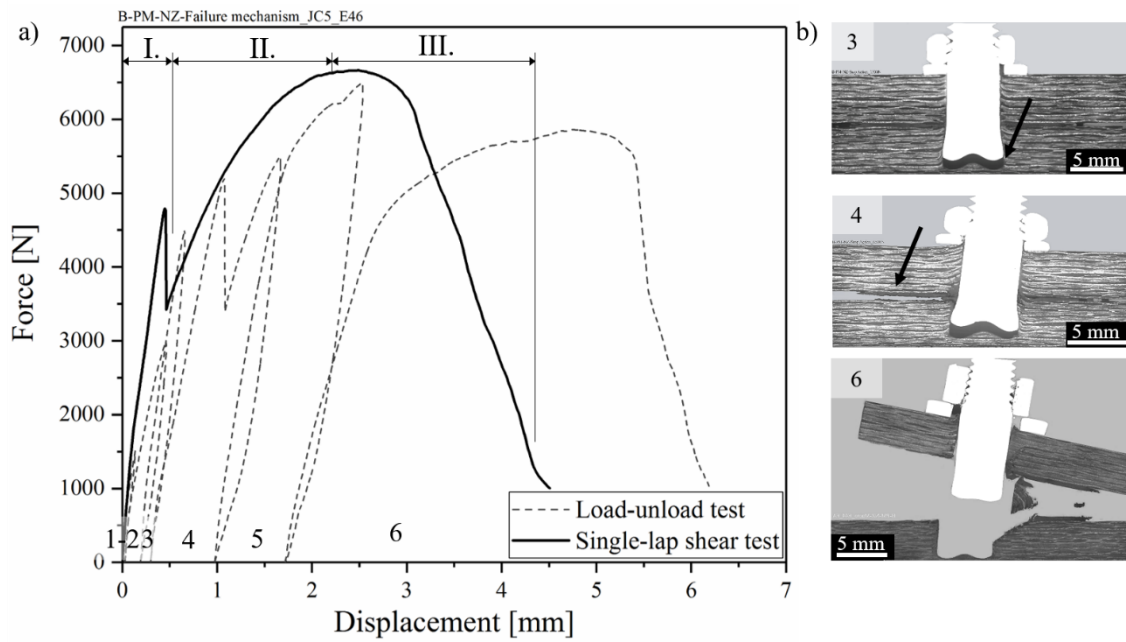 B-PM-NZ-Failure mechanism_JC5_E46
a)
I.
II.
III.
7000
6000
5000
4000
3000
2000
1000
0
Force [N]
1
2
3
4
5
6
Load-unload test
Single-lap shear test
0
1
2
3
4
5
6
7
Displacement [mm]
b)
3
5 mm
4
5 mm
6
5 mm